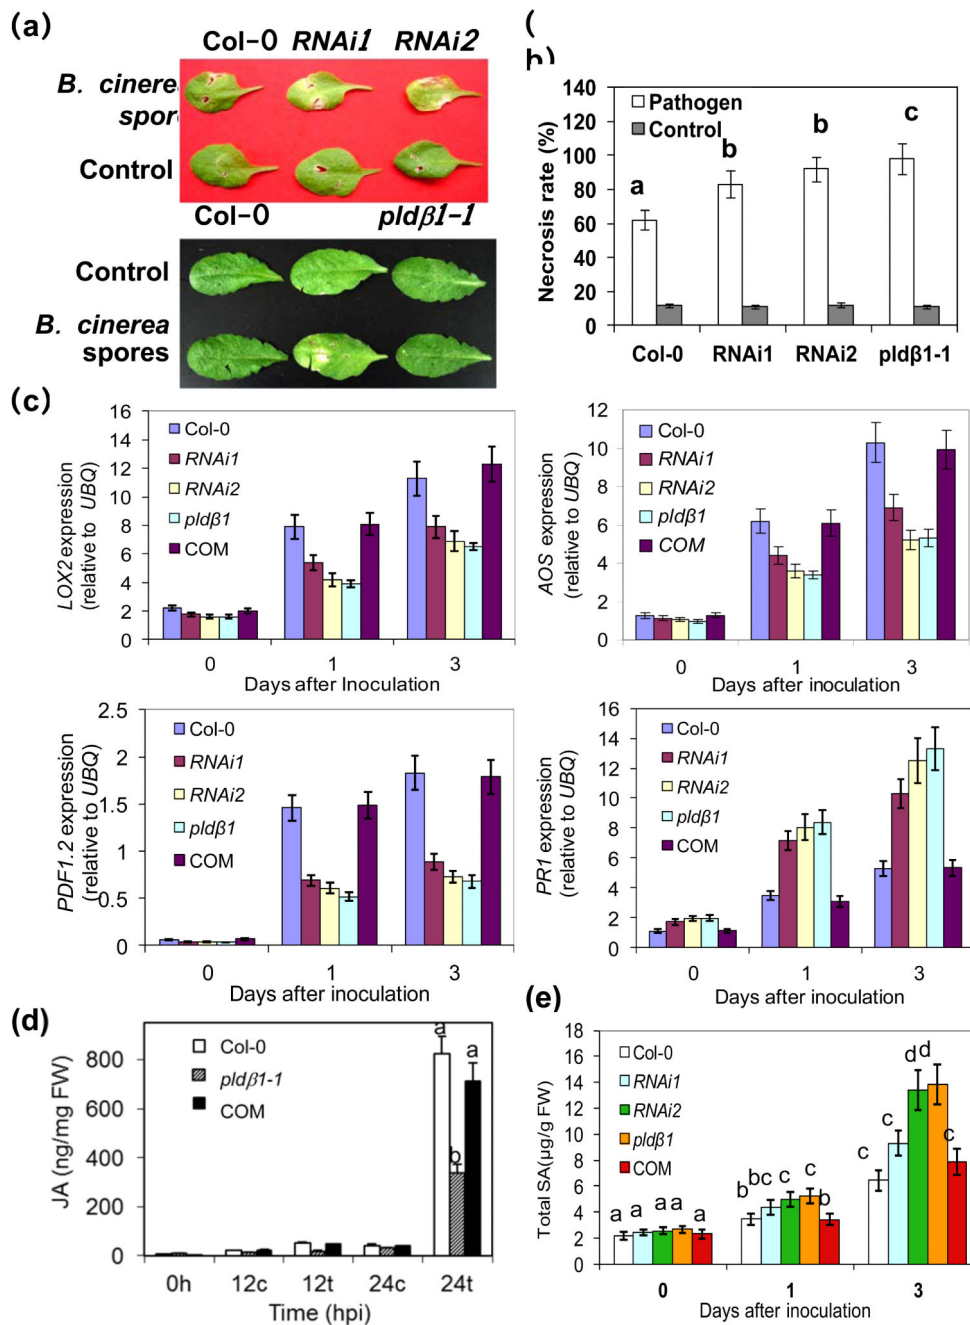 (a)
Col-0 RNAi1 RNAi2
B. cinerea
spor
Control
Col-0 pldβ1-1
Control
B. cinerea
spores
(
b)
Necrosis rate (%)
140
120
100
80
60
40
20
0
Pathogen
Control
a
b
b
c
Col-0 RNAi1 RNAi2 pldβ1-1
(c)
LOX2 expression
(relative to UBQ)
16
14
12
10
8
6
4
2
0
Col-0
RNAi1
RNAi2
pldβ1
COM
0 1 3
Days after Inoculation
AOS expression
(relative to UBQ)
12
10
8
6
4
2
0
Col-0
RNAi1
RNAi2
pldβ1
COM
0 1 3
Days after inoculation
PDF1.2 expression
(relative to UBQ)
2.5
2
1.5
1
0.5
0
Col-0
RNAi1
RNAi2
pldβ1
COM
0 1 3
Days after inoculation
PR1 expression
(relative to UBQ)
16
14
12
10
8
6
4
2
0
Col-0
RNAi1
RNAi2
pldβ1
COM
0 1 3
Days after inoculation
(d)
JA (ng/mg FW)
800
600
400
200
0
Col-0
pldβ1-1
COM
a
b
a
0h 12c 12t 24c 24t
Time (hpi)
(e)
Total SA(µg/g FW)
18
16
14
12
10
8
6
4
2
0
Col-0
RNAi1
RNAi2
pldβ1
COM
a a a a a
b bc c c b
c c d d c
0 1 3
Days after inoculation